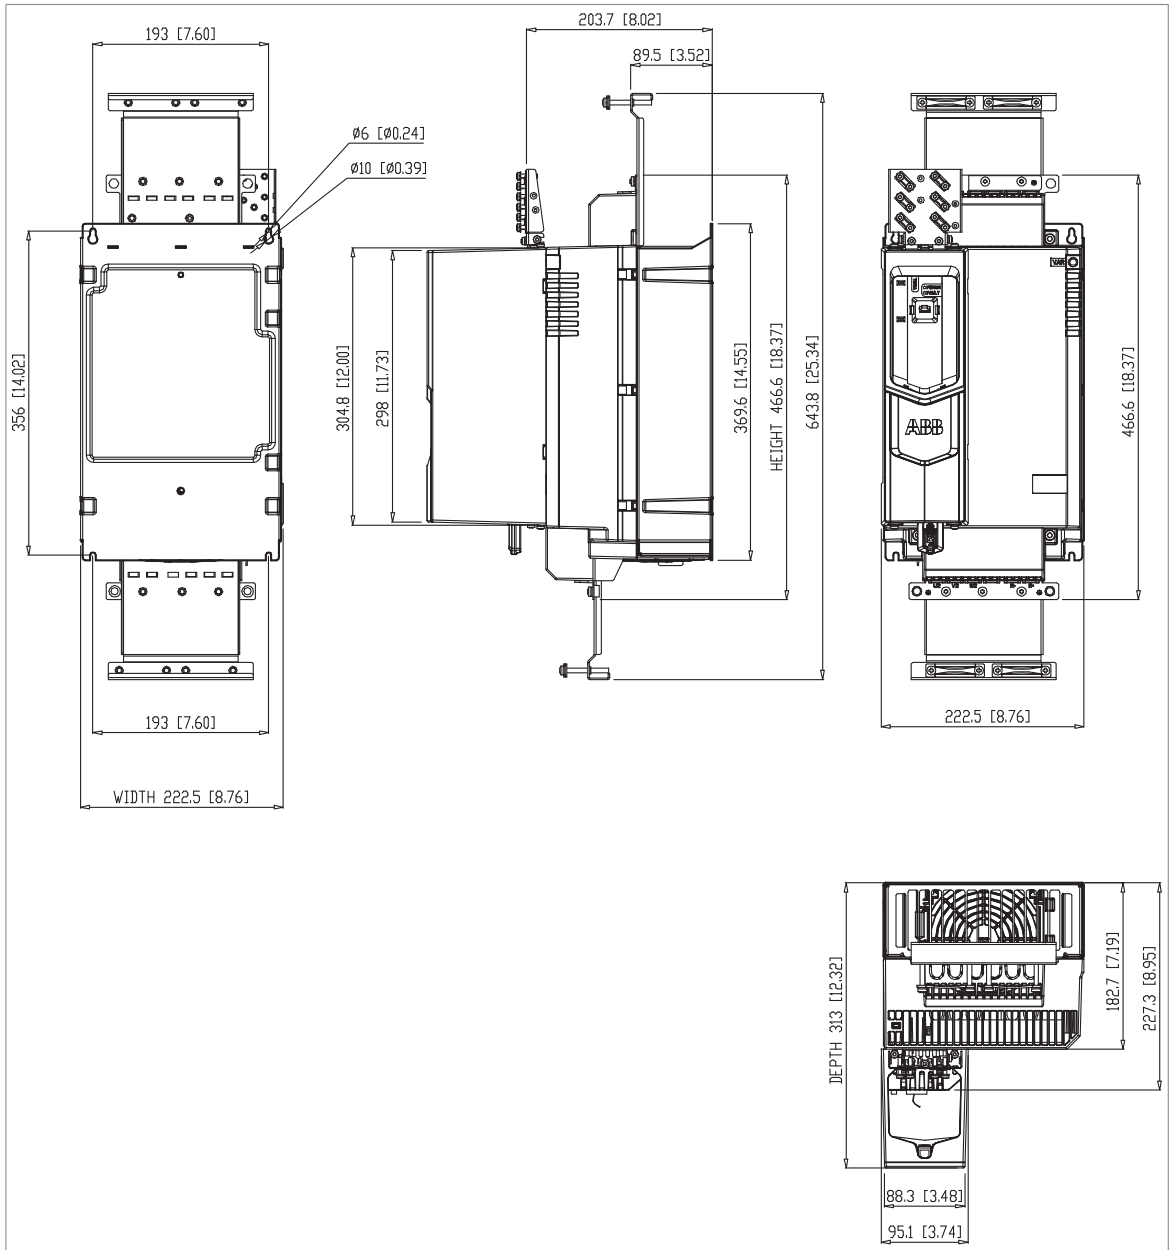 193 [7.60]
Ø6 [Ø0.24]
Ø10 [Ø0.39]
356 [14.02]
193 [7.60]
WIDTH 222.5 [8.76]
203.7 [8.02]
89.5 [3.52]
304.8 [12.00]
298 [11.73]
369.6 [14.55]
HEIGHT 466.6 [18.37]
643.8 [25.34]
ABB
466.6 [18.37]
222.5 [8.76]
DEPTH 313 [12.32]
182.7 [7.19]
227.3 [8.95]
88.3 [3.48]
95.1 [3.74]